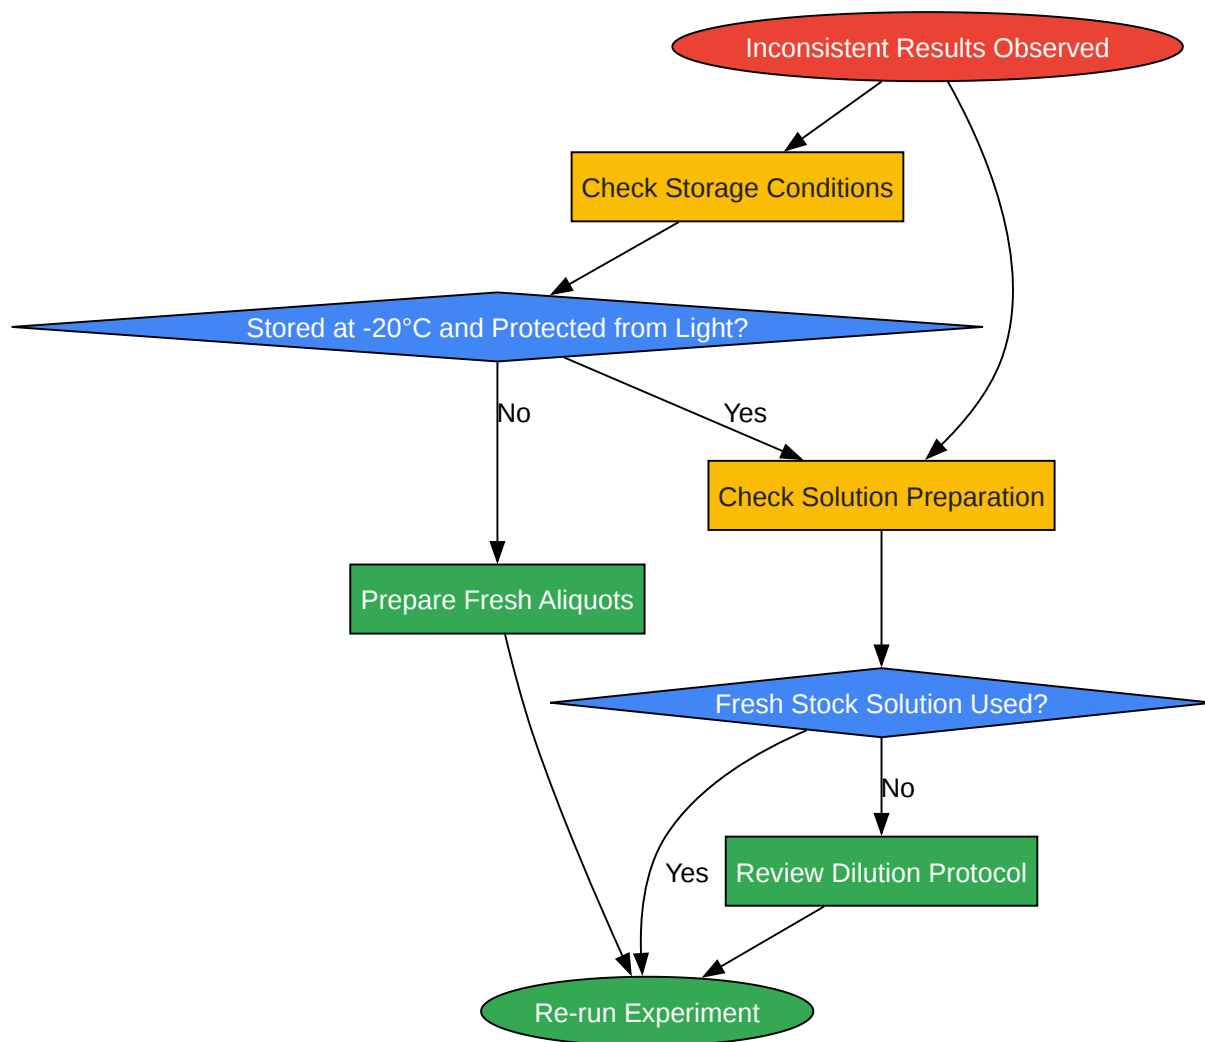 Inconsistent Results Observed
Check Storage Conditions
Stored at -20°C and Protected from Light?
No
Yes
Check Solution Preparation
Prepare Fresh Aliquots
Fresh Stock Solution Used?
No
Yes
Review Dilution Protocol
Re-run Experiment